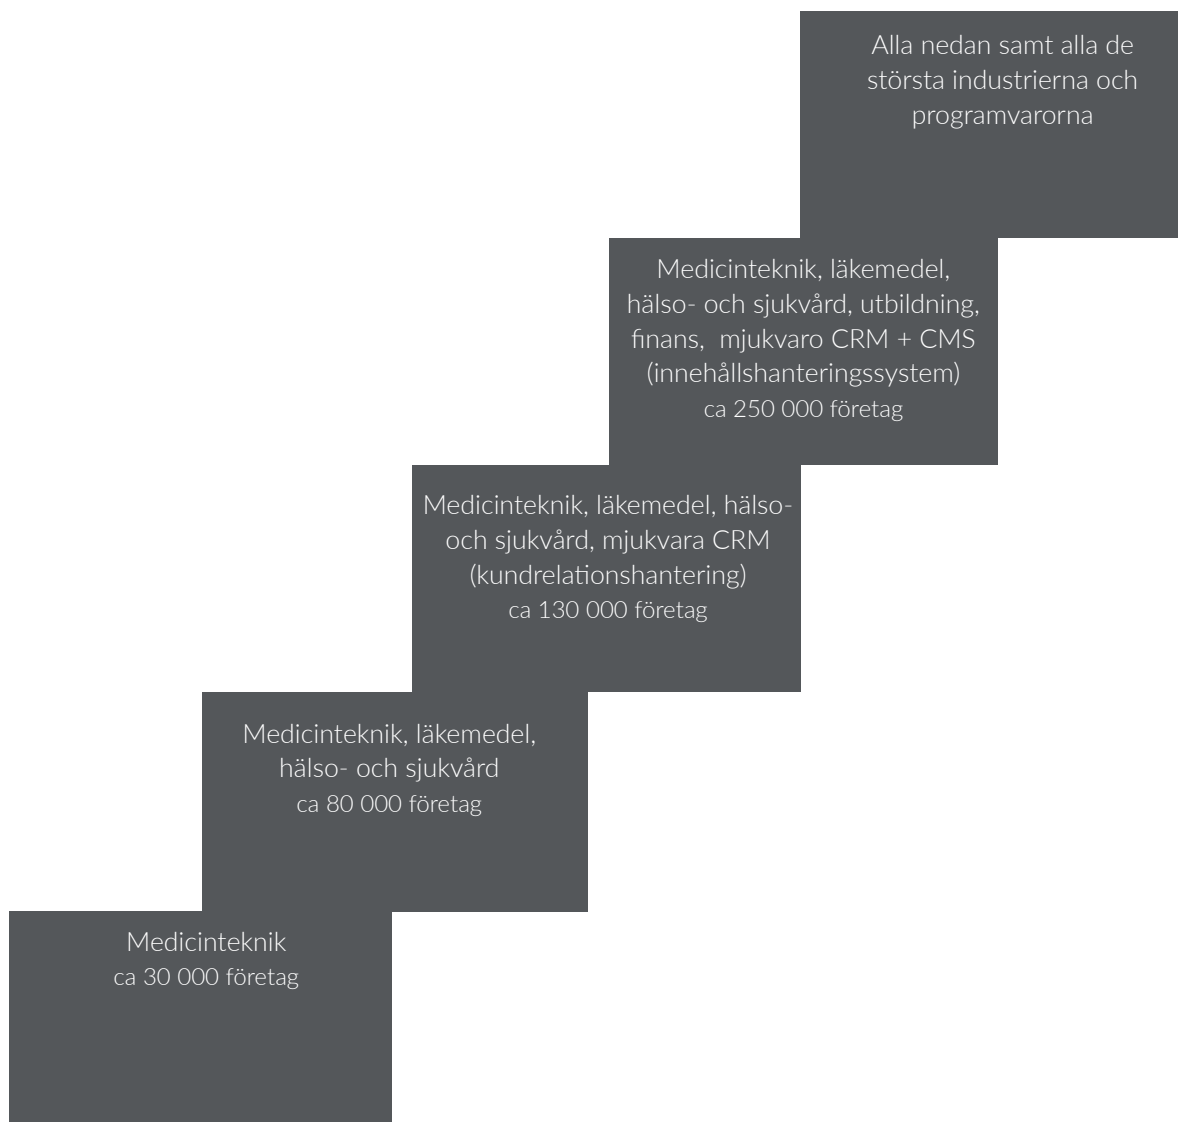 Alla nedan samt alla de
största industrierna och
programvarorna
Medicinteknik, läkemedel,
hälso- och sjukvård, utbildning,
finans,  mjukvaro CRM + CMS
(innehållshanteringssystem)
ca 250 000 företag
Medicinteknik, läkemedel, hälso-
och sjukvård, mjukvara CRM
(kundrelationshantering)
ca 130 000 företag
Medicinteknik, läkemedel,
hälso- och sjukvård
ca 80 000 företag
Medicinteknik
ca 30 000 företag